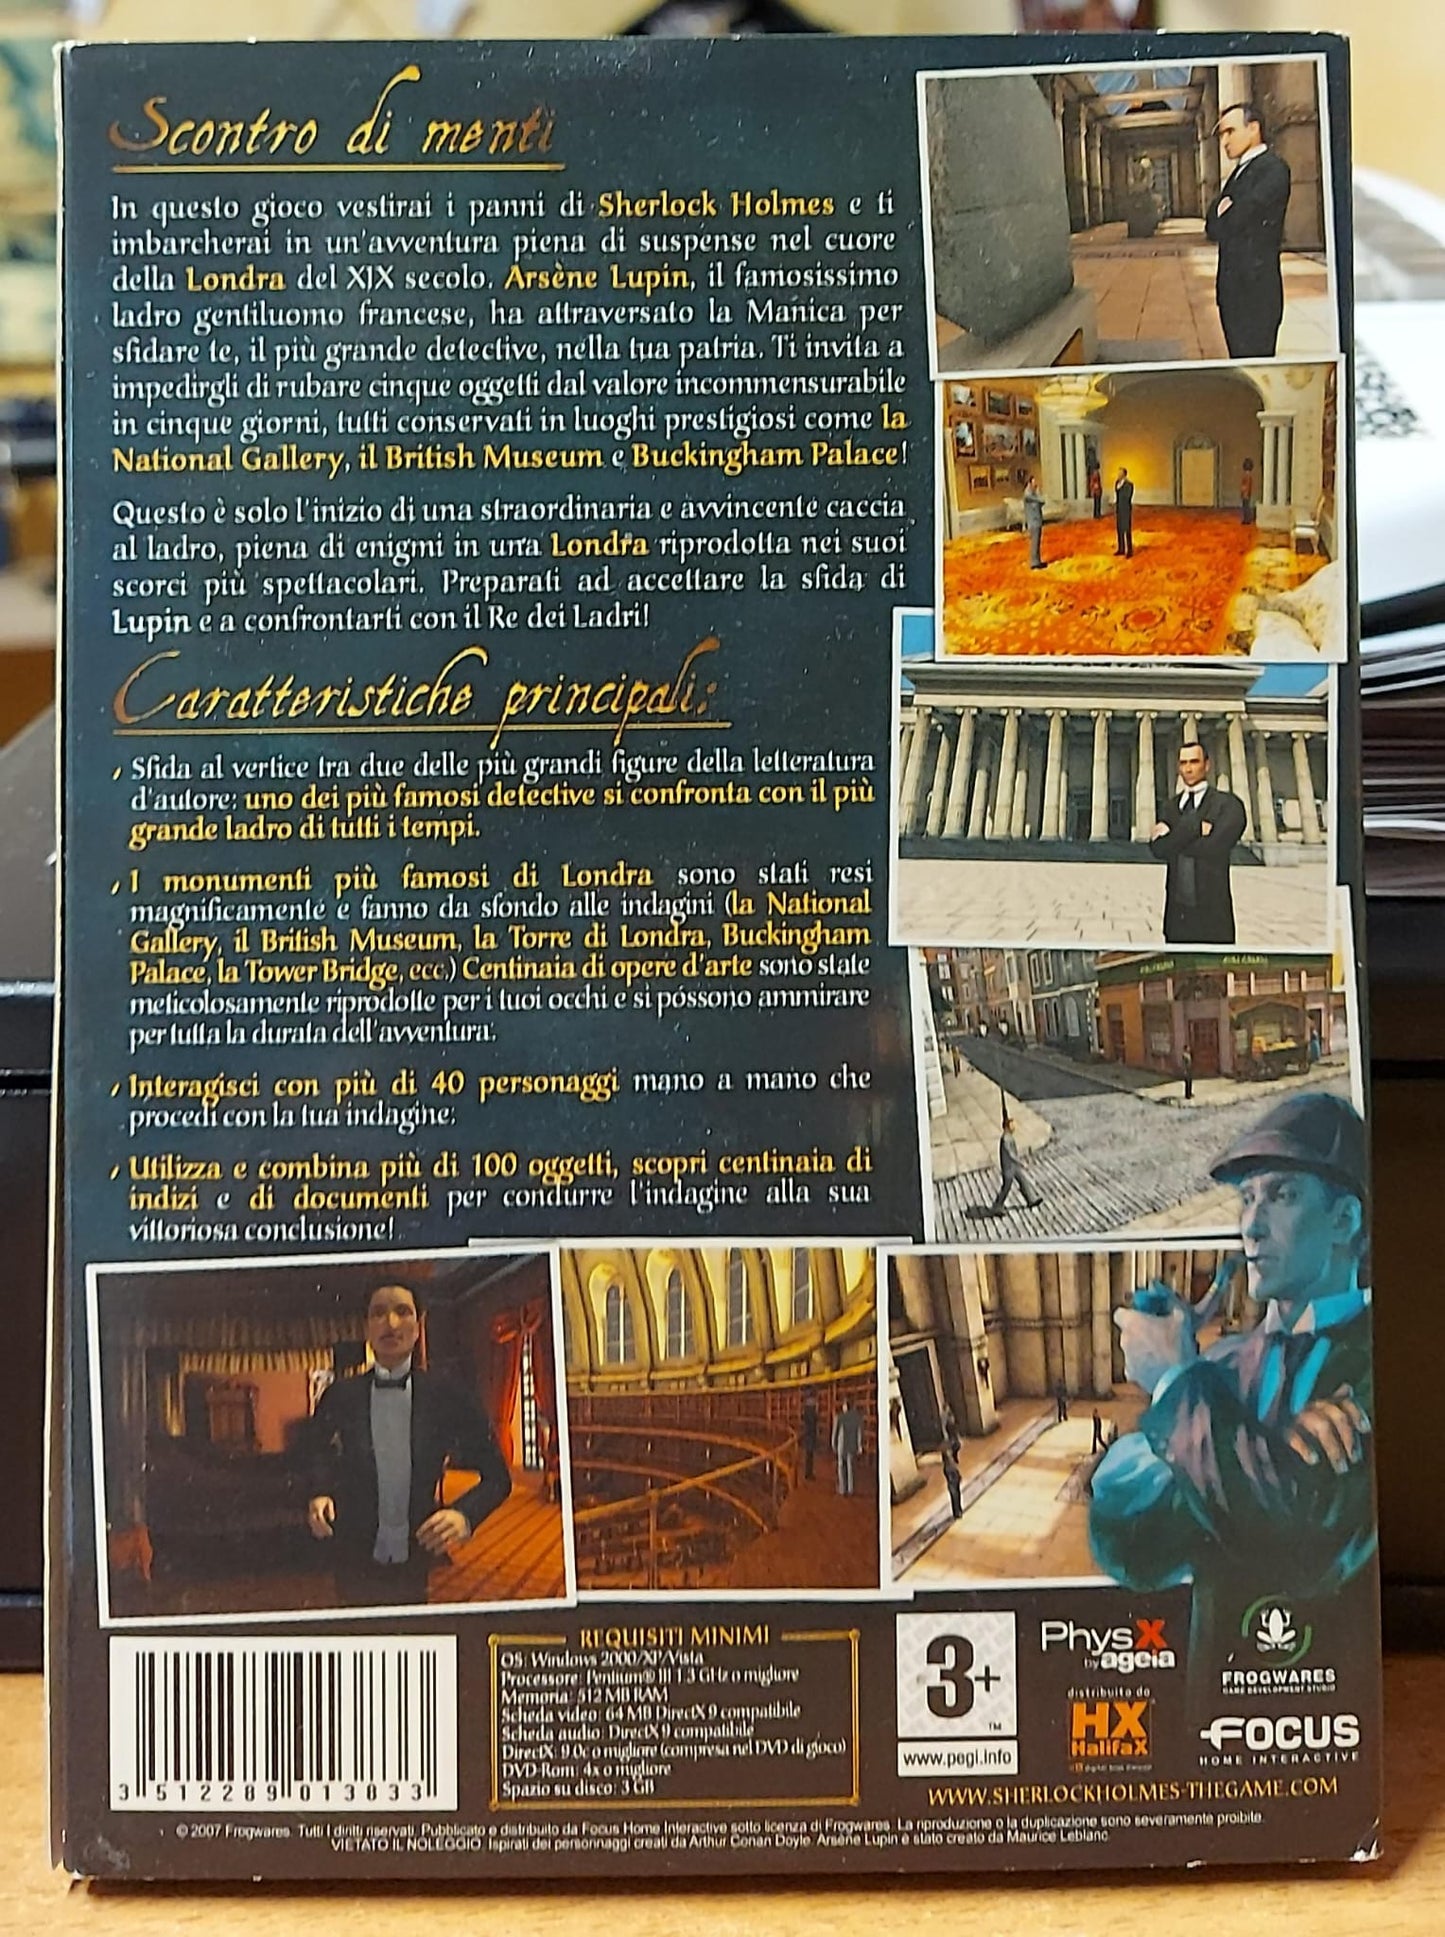 Scontro di menti
In questo gioco vestirai i panni di Sherlock Holmes e ti
imbarcherai in un'avventura piena di suspense nel cuore
della Londra del XIX secolo. Arsène Lupin, il famosissimo
ladro gentiluomo francese, ha attraversato la Manica per
sfidare te, il più grande detective, nella tua patria. Ti invita a
impedirgli di rubare cinque oggetti dal valore incommensurabile
in cinque giorni, tutti conservati in luoghi prestigiosi come la
National Gallery, il British Museum e Buckingham Palace!
Questo è solo l'inizio di una straordinaria e avvincente caccia
al ladro, piena di enigmi in una Londra riprodotta nei suoi
scorci più spettacolari. Preparati ad accettare la sfida di
Lupin e a confrontarti con il Re dei Ladri!
Caratteristiche principali:
Sfida al vertice tra due delle più grandi figure della letteratura
d'autore: uno dei più famosi detective si confronta con il più
grande ladro di tutti i tempi.
I monumenti più famosi di Londra sono stati resi
magnificamente e fanno da sfondo alle indagini (la National
Gallery, il British Museum, la Torre di Londra, Buckingham
Palace, la Tower Bridge, ecc.) Centinaia di opere d'arte sono state
meticolosamente riprodotte per i tuoi occhi e si possono ammirare
per tutta la durata dell'avventura.
Interagisci con più di 40 personaggi mano a mano che
procedi con la tua indagine.
Utilizza e combina più di 100 oggetti, scopri centinaia di
indizi e di documenti per condurre l'indagine alla sua
vittoriosa conclusione!
REQUISITI MINIMI
OS: Windows 2000/XP/Vista
Processore: Pentium® III 1.3 GHz o migliore
Memoria: 512 MB RAM
Scheda video: 64 MB DirectX 9 compatibile
Scheda audio: DirectX 9 compatibile
DirectX: 9.0c o migliore (compresa nel DVD di gioco)
DVD-Rom: 4x o migliore
Spazio su disco: 3 GB
3 512289 013833
3+
TM
www.pegi.info
PhysX
by ageia
distribuito da
HX
HalifaX
FROGWARES
GAME DEVELOPMENT STUDIO
FOCUS
HOME INTERACTIVE
WWW.SHERLOCKHOLMES-THEGAME.COM
© 2007 Frogwares. Tutti I diritti riservati. Pubblicato e distribuito da Focus Home Interactive sotto licenza di Frogwares. La riproduzione o la duplicazione sono severamente proibite.
VIETATO IL NOLEGGIO. Ispirati dei personnaggi creati da Arthur Conan Doyle. Arsène Lupin è stato creato da Maurice Leblanc.